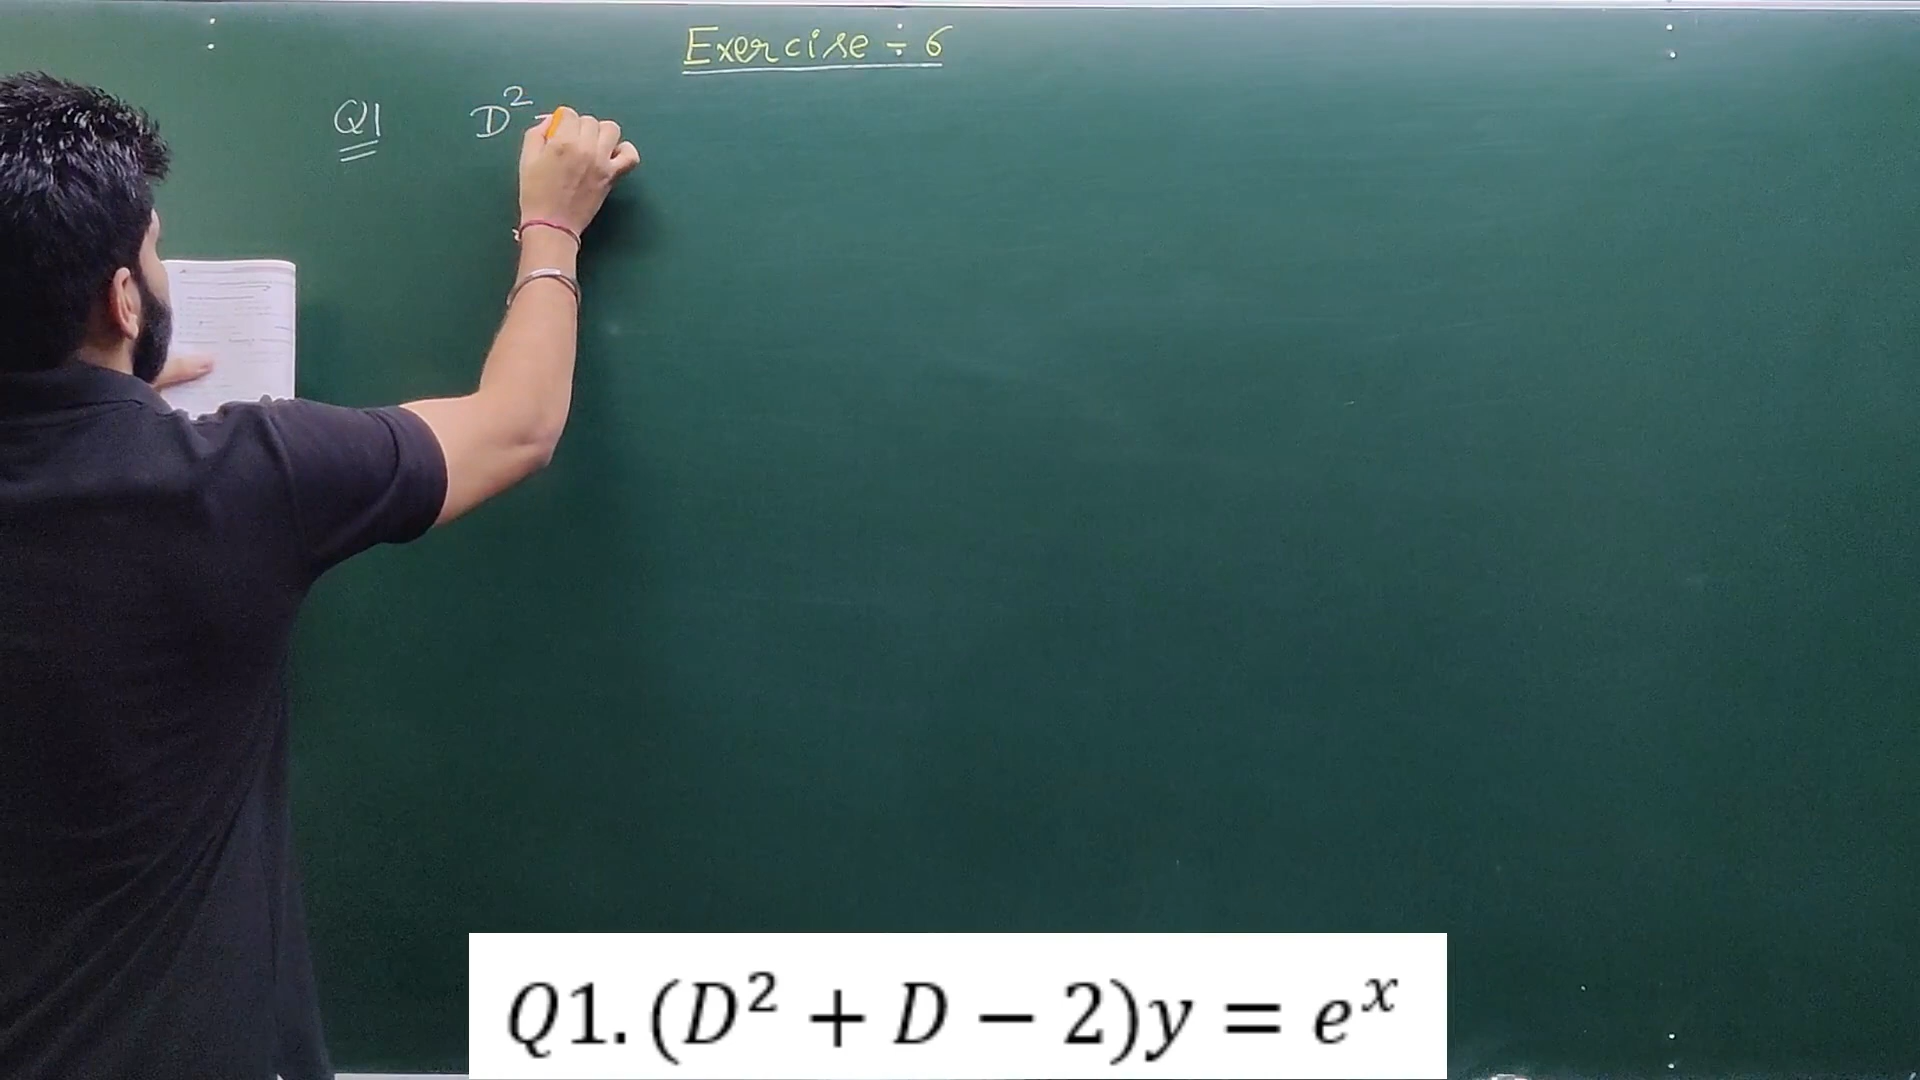 Exercise ÷ 6
Q1 D²
Q1. (D² + D − 2)y = eˣ